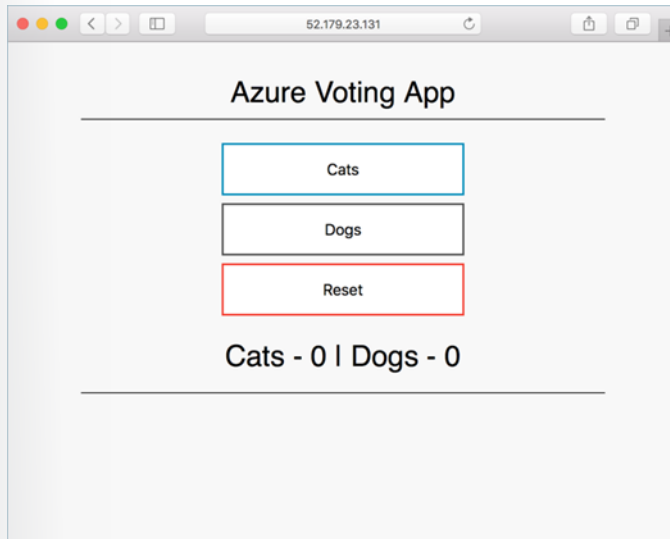 52.179.23.131
Azure Voting App
Cats
Dogs
Reset
Cats - 0 | Dogs - 0